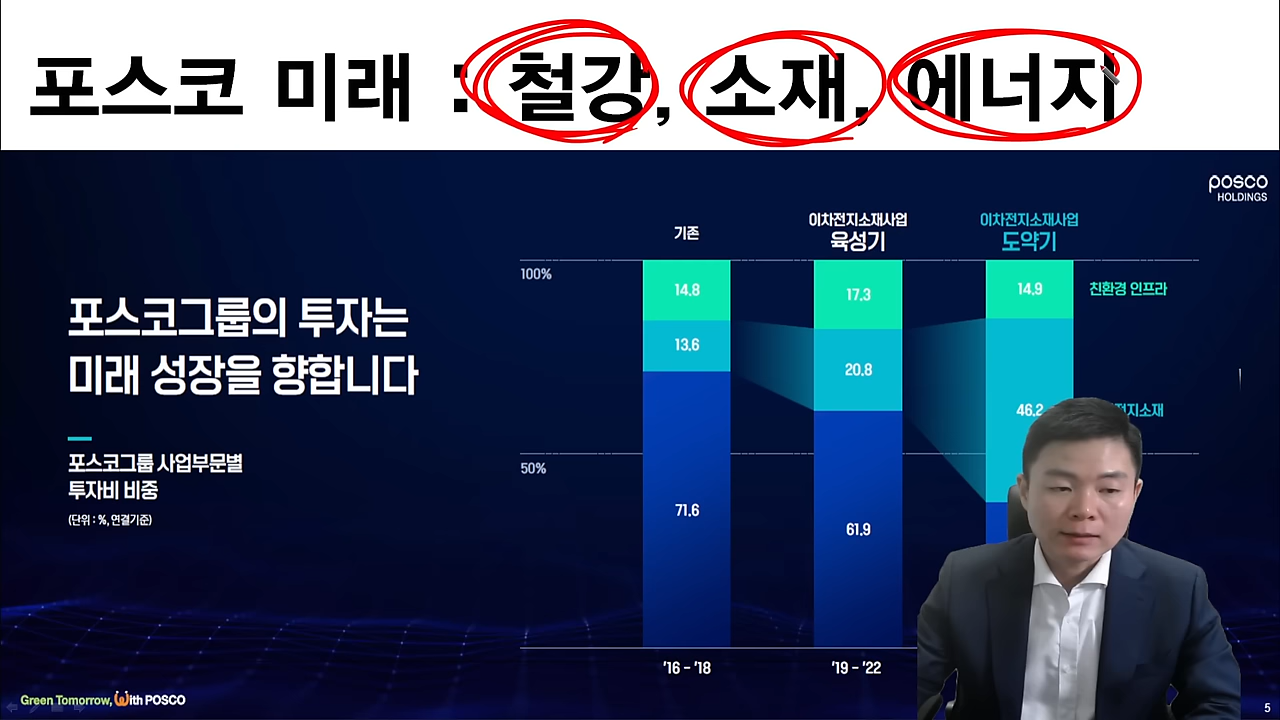 포스코 미래 : 철강, 소재, 에너지
posco
HOLDINGS
포스코그룹의 투자는
미래 성장을 향합니다
포스코그룹 사업부문별
투자비 비중
(단위 : %, 연결기준)
기존
이차전지소재사업
육성기
이차전지소재사업
도약기
100%
14.8
17.3
14.9
친환경 인프라
13.6
20.8
46.2
전지소재
50%
71.6
61.9
'16 – '18
'19 – '22
Green Tomorrow, With POSCO
5